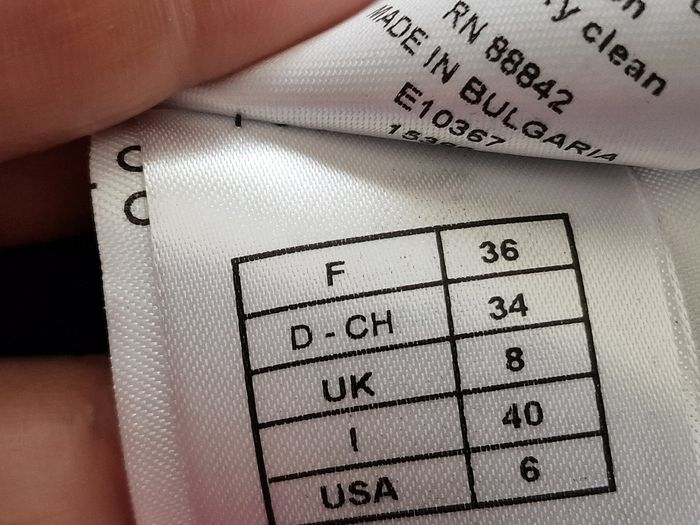 y clean
RN 88842
MADE IN BULGARIA
E10367
F 36
D - CH 34
UK 8
I 40
USA 6